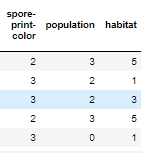 spore-
print-  population  habitat
color
2  3  5
3  2  1
3  2  3
2  3  5
3  0  1